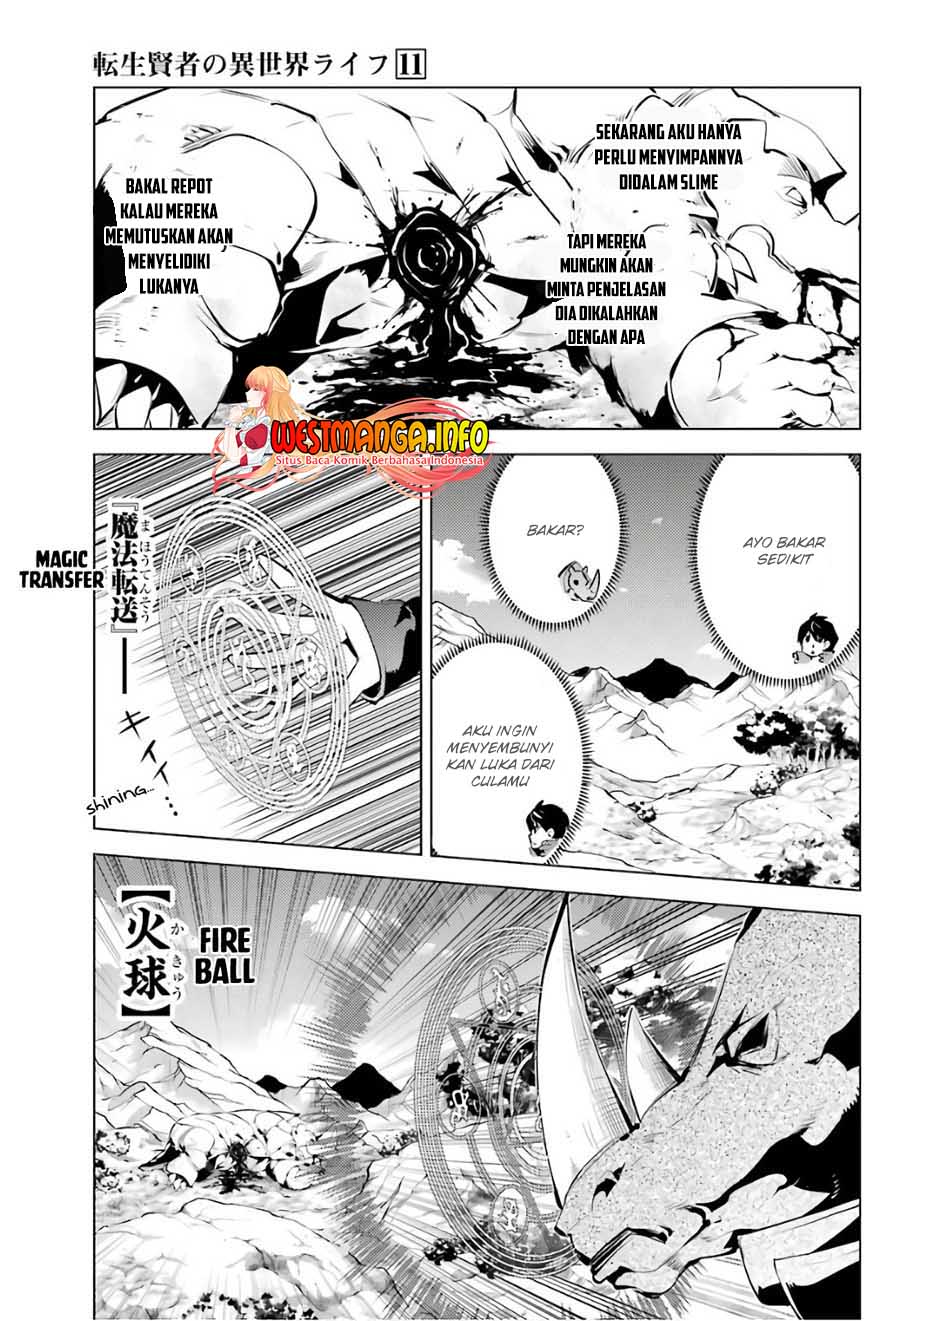 転生賢者の異世界ライフ 11
SEKARANG AKU HANYA
PERLU MENYIMPANNYA
DIDALAM SLIME
TAPI MEREKA
MUNGKIN AKAN
MINTA PENJELASAN
DIA DIKALAHKAN
DENGAN APA
BAKAL REPOT
KALAU MEREKA
MEMUTUSKAN AKAN
MENYELIDIKI
LUKANYA
WESTMANGA.INFO
Situs Baca Komik Berbahasa Indonesia
AYO BAKAR
SEDIKIT
BAKAR?
AKU INGIN
MENYEMBUNYI
KAN LUKA DARI
CULAMU
『魔法転送』──
まほうてんそう
MAGIC
TRANSFER
キィィ…
shining...
【火球】
かきゅう
FIRE
BALL